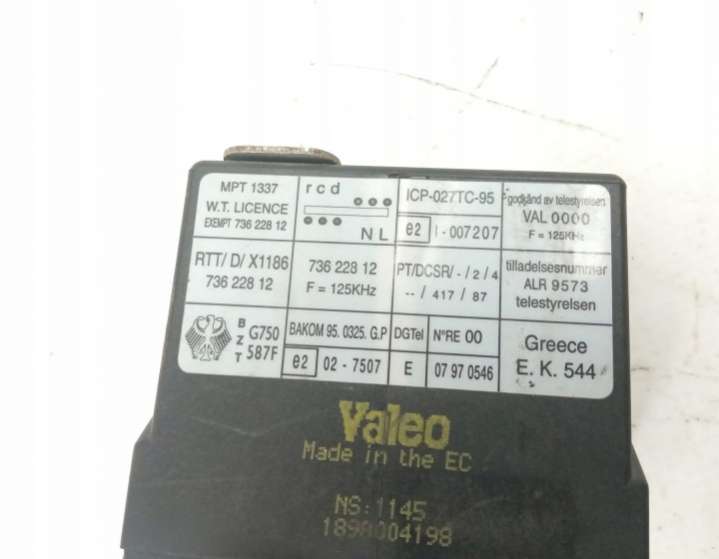 MPT 1337
W.T. LICENCE
EXEMPT 736 228 12
r c d
N L
ICP-027TC-95
e2 I - 007207
godkänd av telestyrelsen
VAL 0000
F = 125KHz
RTT/ D/ X1186
736 228 12
736 228 12
F = 125KHz
PT/DCSR/ - / 2 / 4
-- / 417 / 87
tilladelsesnummer
ALR 9573
telestyrelsen
B Z T
G750
587F
BAKOM 95. 0325. G.P
e2 02 - 7507
DGTel
E
N°RE 00
07 97 0546
Greece
E. K. 544
Valeo
Made in the EC
NS:1145
1898004198